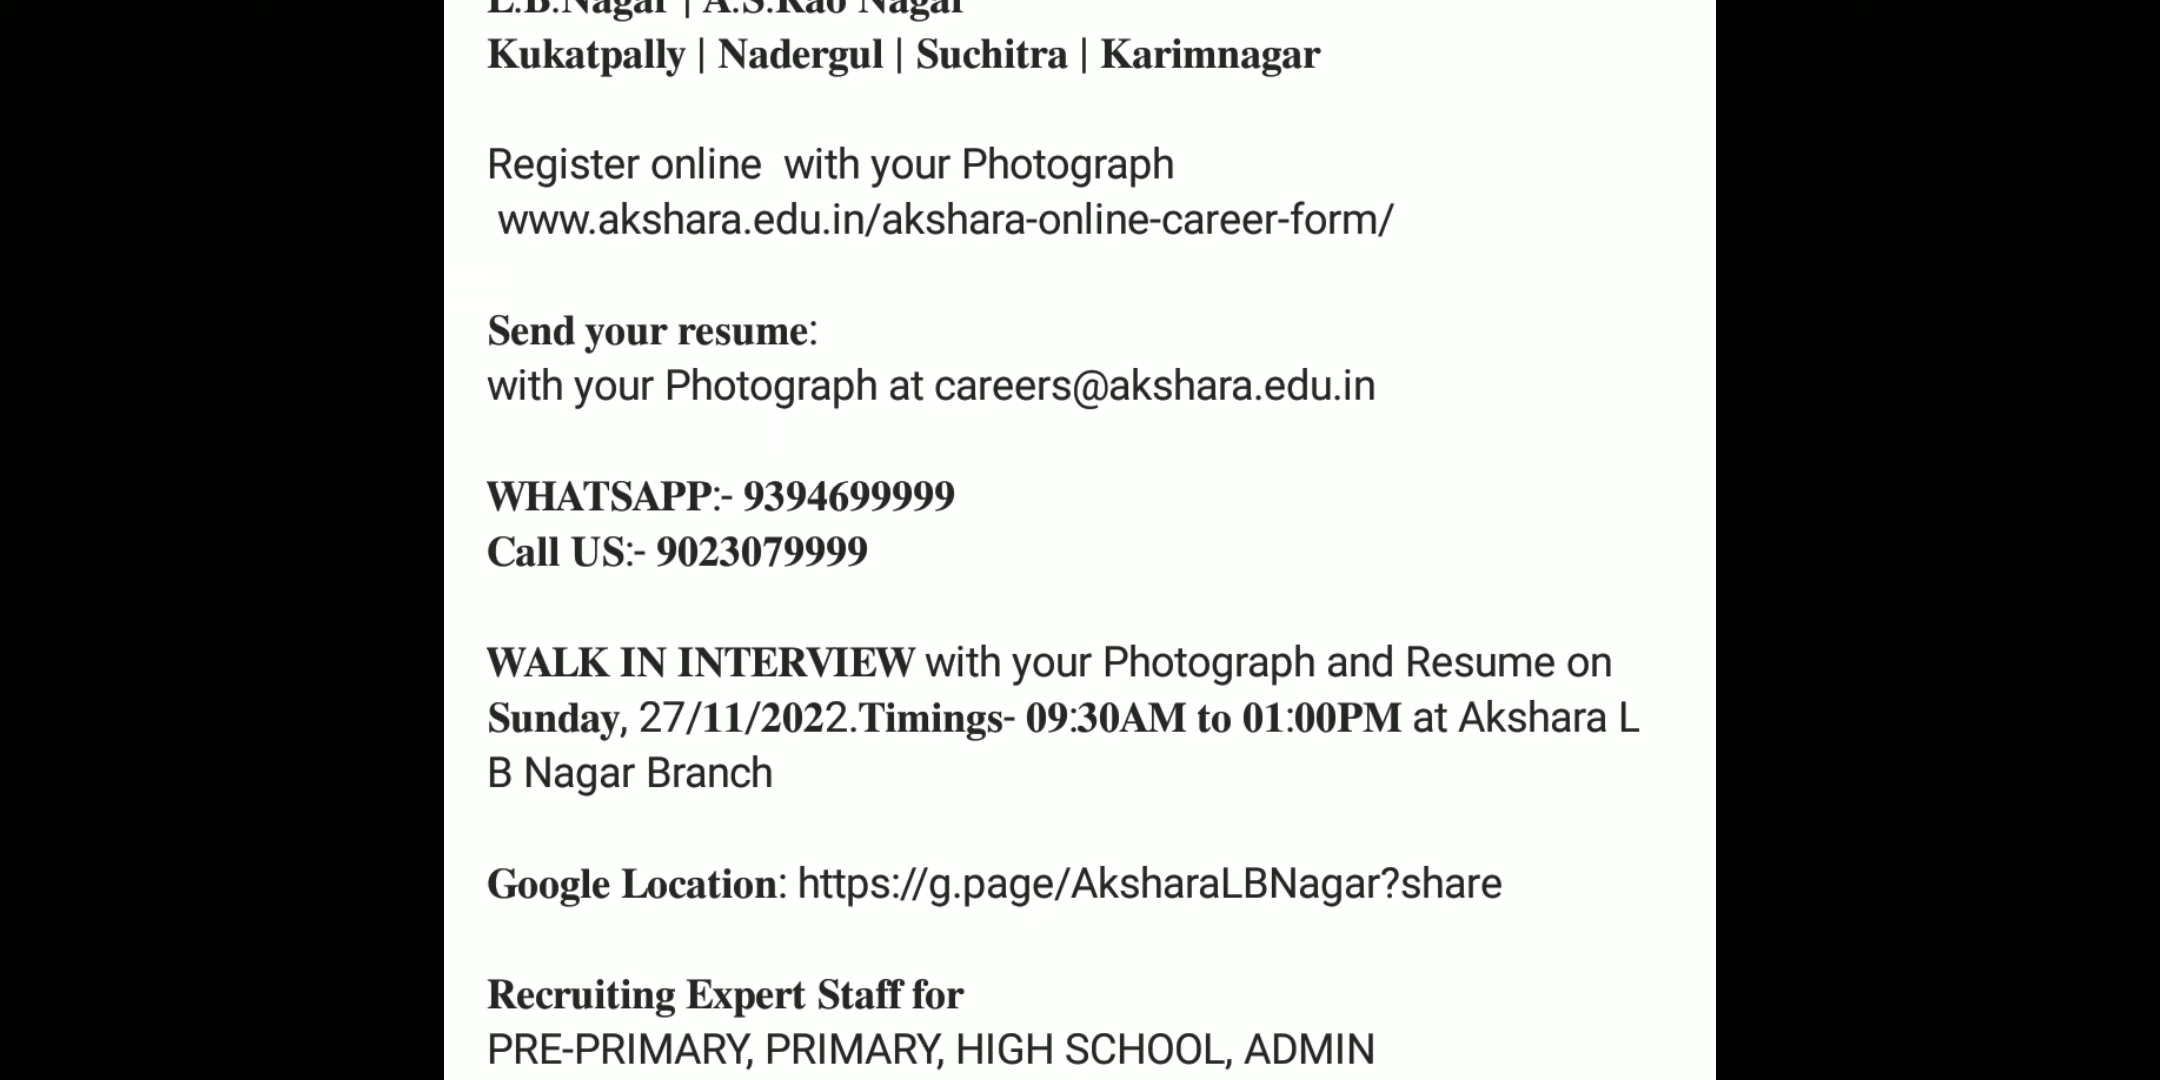 L.B.Nagar | A.S.Rao Nagar
Kukatpally | Nadergul | Suchitra | Karimnagar
Register online  with your Photograph
www.akshara.edu.in/akshara-online-career-form/
Send your resume:
with your Photograph at careers@akshara.edu.in
WHATSAPP:- 9394699999
Call US:- 9023079999
WALK IN INTERVIEW with your Photograph and Resume on
Sunday, 27/11/2022.Timings- 09:30AM to 01:00PM at Akshara L
B Nagar Branch
Google Location: https://g.page/AksharaLBNagar?share
Recruiting Expert Staff for
PRE-PRIMARY, PRIMARY, HIGH SCHOOL, ADMIN